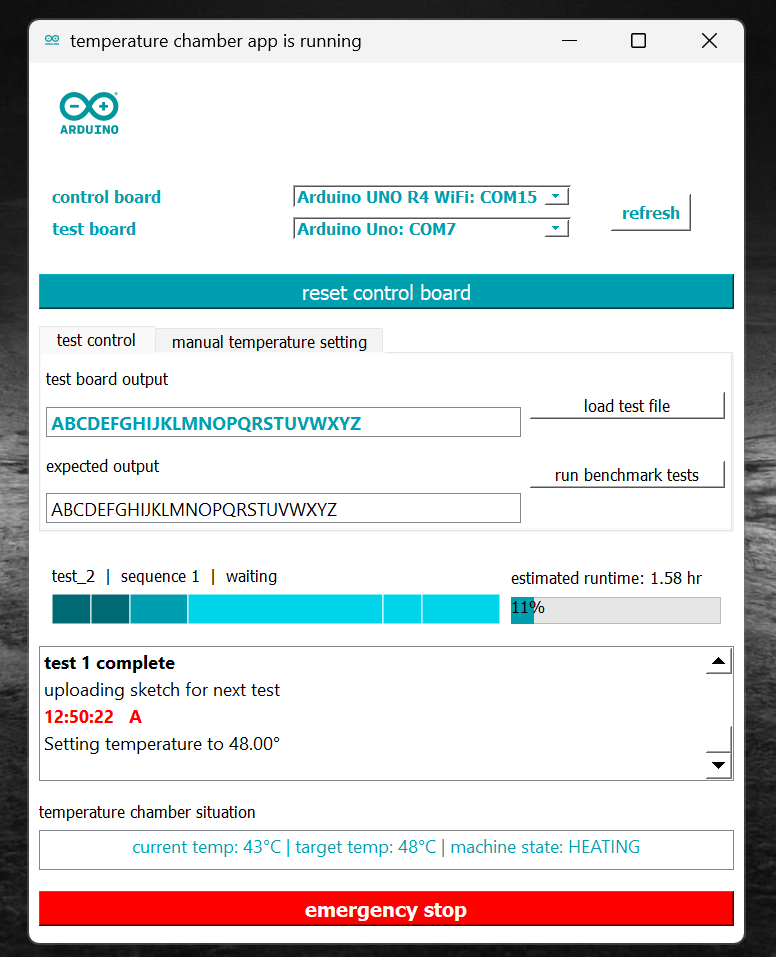 temperature chamber app is running
ARDUINO
control board
Arduino UNO R4 WiFi: COM15
refresh
test board
Arduino Uno: COM7
reset control board
test control
manual temperature setting
test board output
ABCDEFGHIJKLMNOPQRSTUVWXYZ
load test file
expected output
run benchmark tests
ABCDEFGHIJKLMNOPQRSTUVWXYZ
test_2 | sequence 1 | waiting
estimated runtime: 1.58 hr
11%
test 1 complete
uploading sketch for next test
12:50:22 A
Setting temperature to 48.00°
temperature chamber situation
current temp: 43°C | target temp: 48°C | machine state: HEATING
emergency stop